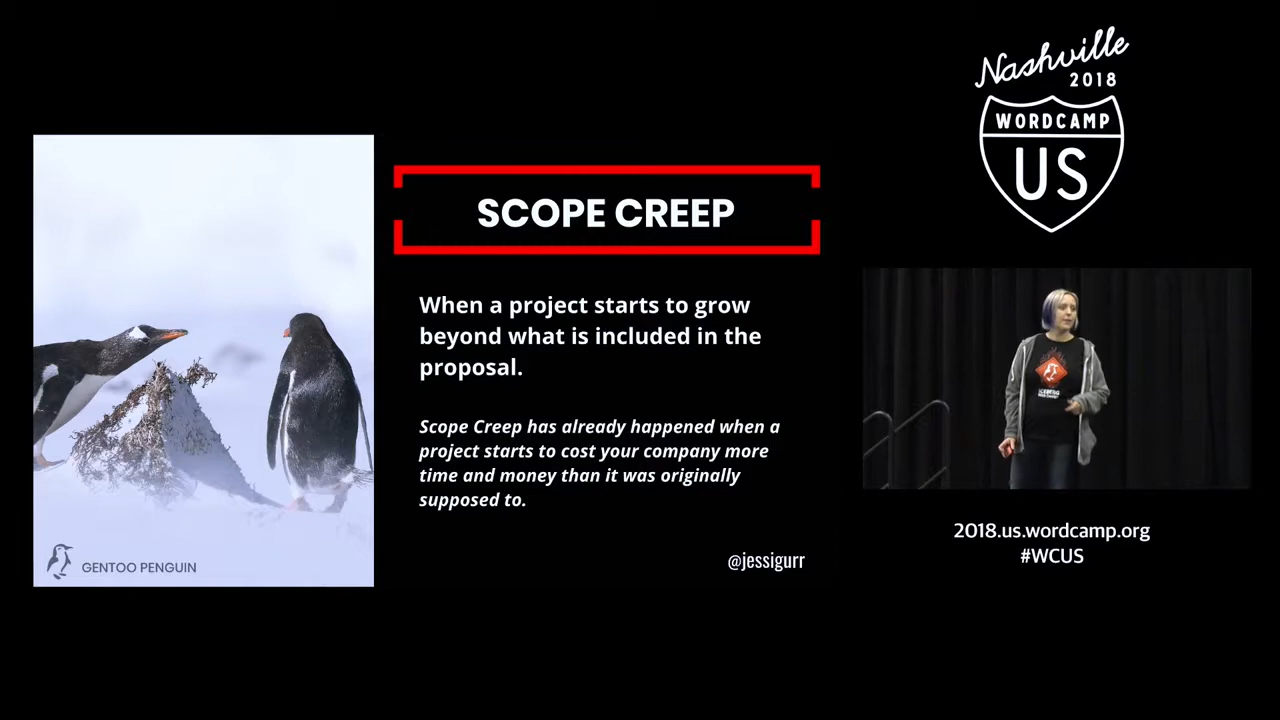 Nashville
2018
WORDCAMP
US
SCOPE CREEP
When a project starts to grow
beyond what is included in the
proposal.
Scope Creep has already happened when a
project starts to cost your company more
time and money than it was originally
supposed to.
@jessigurr
GENTOO PENGUIN
ICEBERG
2018.us.wordcamp.org
#WCUS